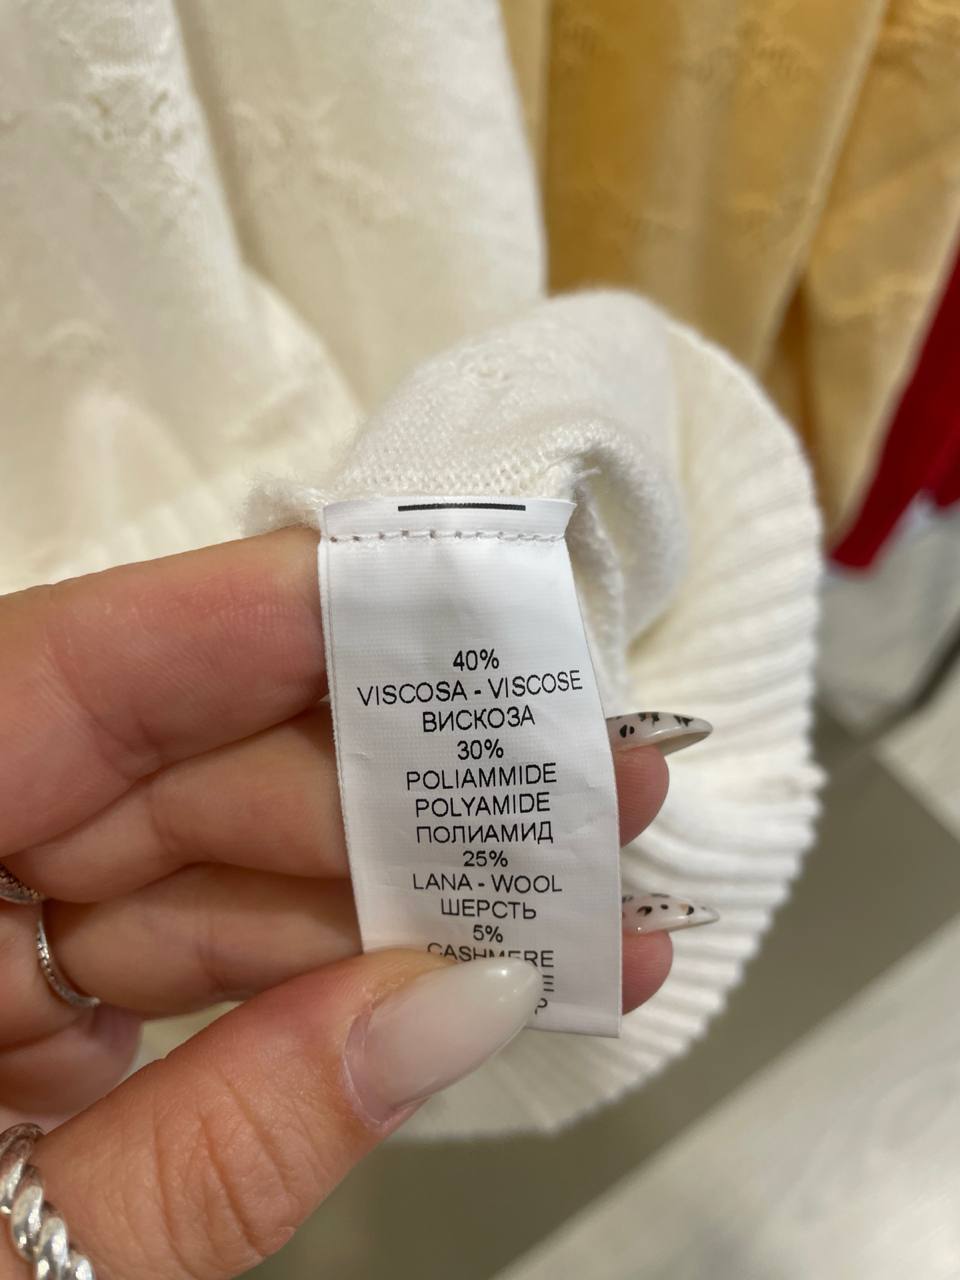 40%
VISCOSA - VISCOSE
ВИСКОЗА
30%
POLIAMMIDE
POLYAMIDE
ПОЛИАМИД
25%
LANA - WOOL
ШЕРСТЬ
5%
CASHMERE